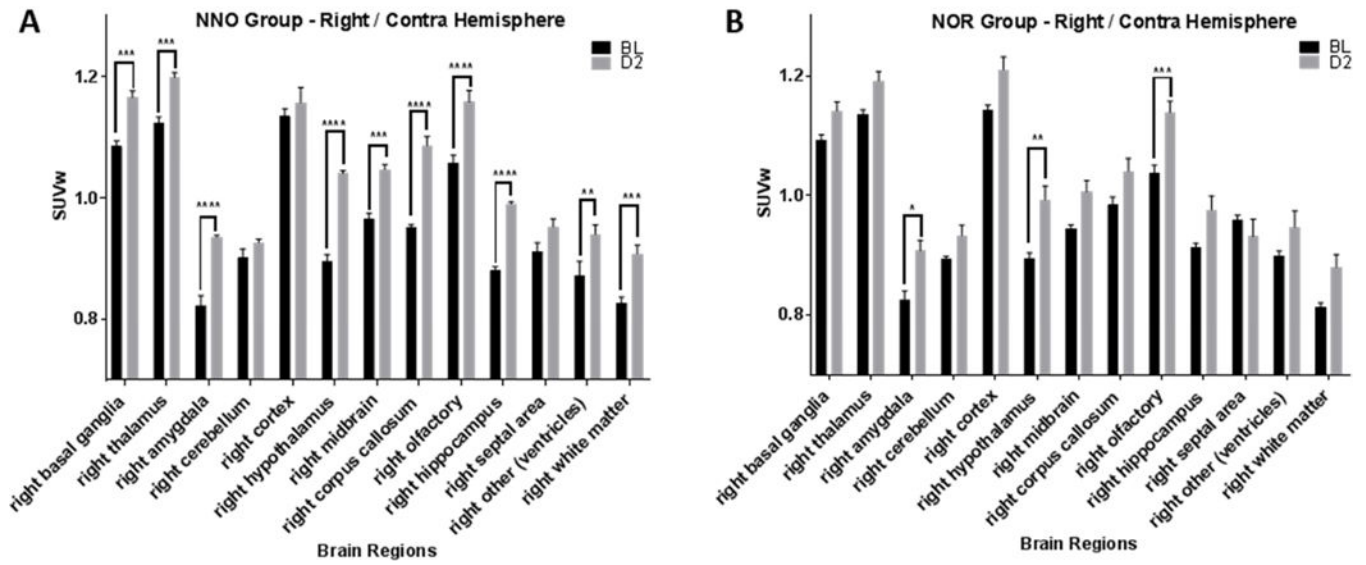 A
NNO Group - Right / Contra Hemisphere
BL
D2
SUVw
1.2
1.0
0.8
***
***
****
****
***
****
****
****
**
***
right basal ganglia
right thalamus
right amygdala
right cerebellum
right cortex
right hypothalamus
right midbrain
right corpus callosum
right olfactory
right hippocampus
right septal area
right other (ventricles)
right white matter
Brain Regions
B
NOR Group - Right / Contra Hemisphere
BL
D2
SUVw
1.2
1.0
0.8
*
**
***
right basal ganglia
right thalamus
right amygdala
right cerebellum
right cortex
right hypothalamus
right midbrain
right corpus callosum
right olfactory
right hippocampus
right septal area
right other (ventricles)
right white matter
Brain Regions